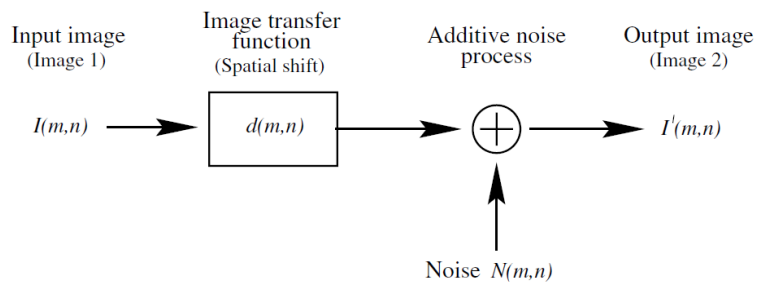 Input image
(Image 1)
Image transfer
function
(Spatial shift)
Additive noise
process
Output image
(Image 2)
I(m,n)
d(m,n)
I'(m,n)
Noise N(m,n)